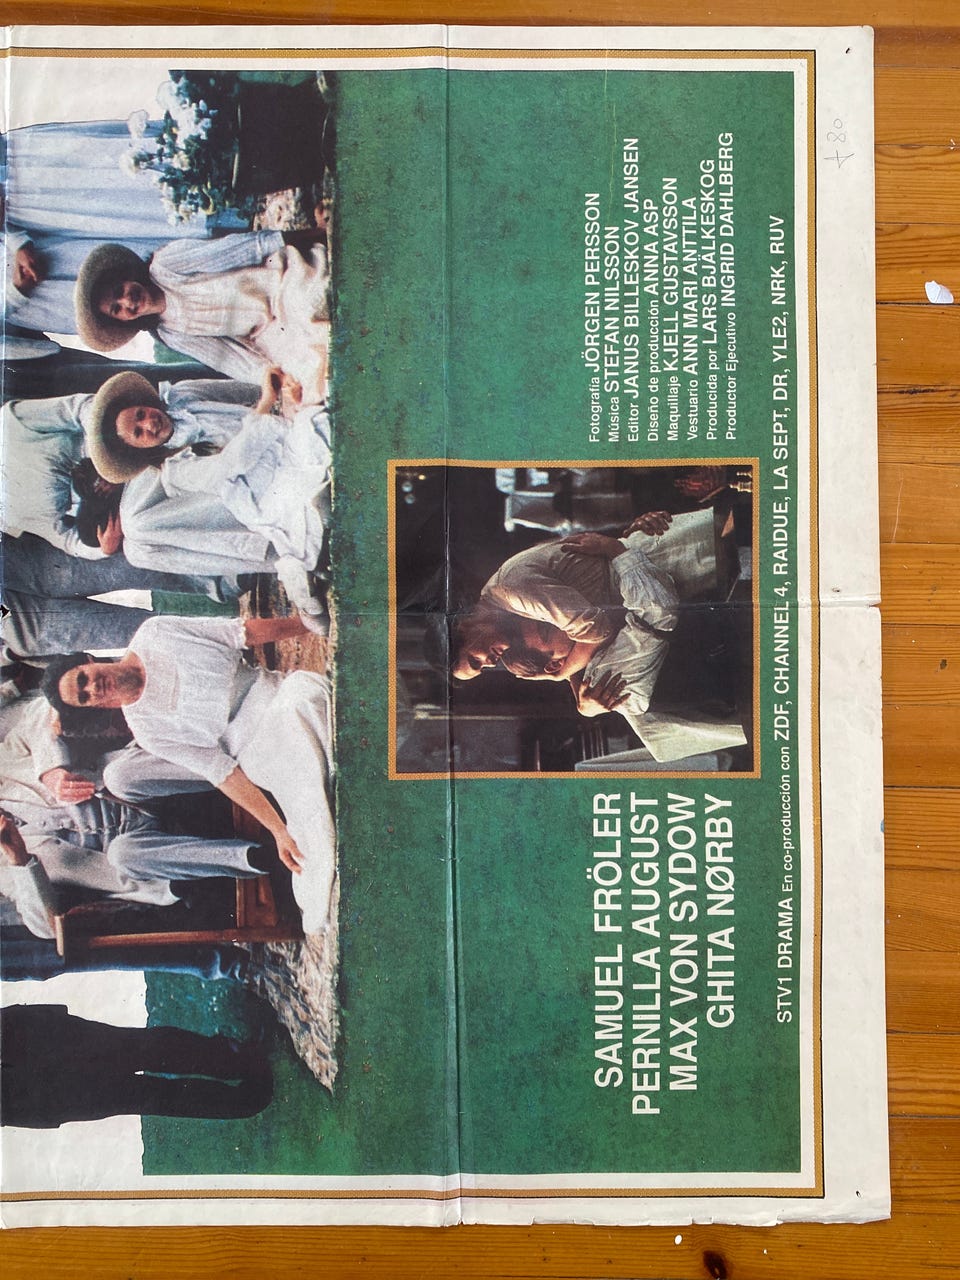 SAMUEL FRÖLER
PERNILLA AUGUST
MAX VON SYDOW
GHITA NØRBY
Fotografía JÖRGEN PERSSON
Música STEFAN NILSSON
Editor JANUS BILLESKOV JANSEN
Diseño de producción ANNA ASP
Maquillaje KJELL GUSTAVSSON
Vestuario ANN MARI ANTTILA
Producida por LARS BJÄLKESKOG
Productor Ejecutivo INGRID DAHLBERG
STV1 DRAMA En co-producción con ZDF, CHANNEL 4, RAIDUE, LA SEPT, DR, YLE2, NRK, RUV